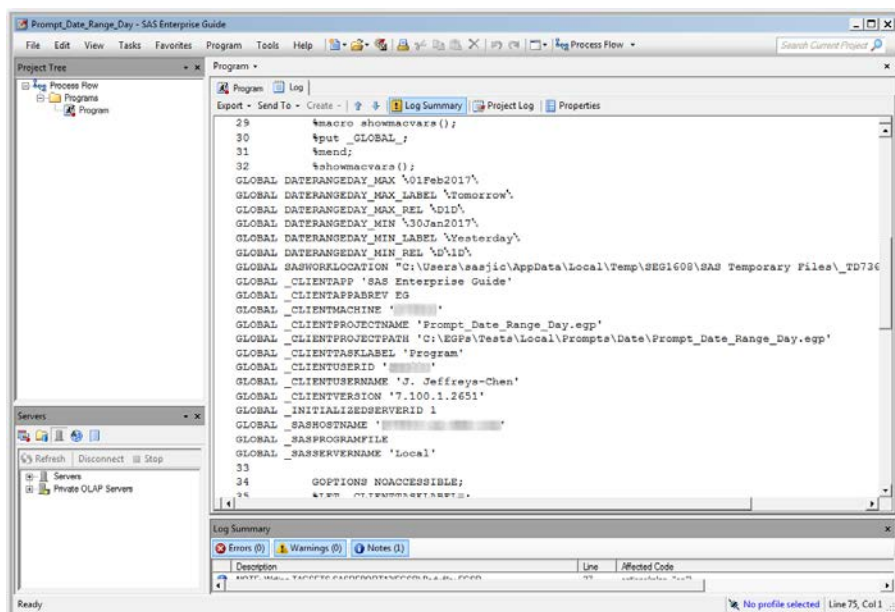 Prompt_Date_Range_Day - SAS Enterprise Guide
File Edit View Tasks Favorites Program Tools Help Process Flow Search Current Project
Project Tree
Process Flow
Programs
Program
Program
Program Log
Export Send To Create Log Summary Project Log Properties
29 %macro showmacvars();
30 %put _GLOBAL_;
31 %mend;
32 %showmacvars();
GLOBAL DATERANGEDAY_MAX \01Feb2017\
GLOBAL DATERANGEDAY_MAX_LABEL \Tomorrow\
GLOBAL DATERANGEDAY_MAX_REL \D1D\
GLOBAL DATERANGEDAY_MIN \30Jan2017\
GLOBAL DATERANGEDAY_MIN_LABEL \Yesterday\
GLOBAL DATERANGEDAY_MIN_REL \D\1D\
GLOBAL SASWORKLOCATION "C:\Users\sasjic\AppData\Local\Temp\SEG1608\SAS Temporary Files\_TD736
GLOBAL _CLIENTAPP 'SAS Enterprise Guide'
GLOBAL _CLIENTAPPABREV EG
GLOBAL _CLIENTMACHINE ' '
GLOBAL _CLIENTPROJECTNAME 'Prompt_Date_Range_Day.egp'
GLOBAL _CLIENTPROJECTPATH 'C:\EGPs\Tests\Local\Prompts\Date\Prompt_Date_Range_Day.egp'
GLOBAL _CLIENTTASKLABEL 'Program'
GLOBAL _CLIENTUSERID ' '
GLOBAL _CLIENTUSERNAME 'J. Jeffreys-Chen'
GLOBAL _CLIENTVERSION '7.100.1.2651'
GLOBAL _INITIALIZEDSERVERID 1
GLOBAL _SASHOSTNAME ' '
GLOBAL _SASPROGRAMFILE
GLOBAL _SASSERVERNAME 'Local'
33
34 GOPTIONS NOACCESSIBLE;
35 %LET _CLIENTTASKLABEL=;
Servers
Refresh Disconnect Stop
Servers
Private OLAP Servers
Log Summary
Errors (0) Warnings (0) Notes (1)
Description Line Affected Code
Ready No profile selected Line 75, Col 1